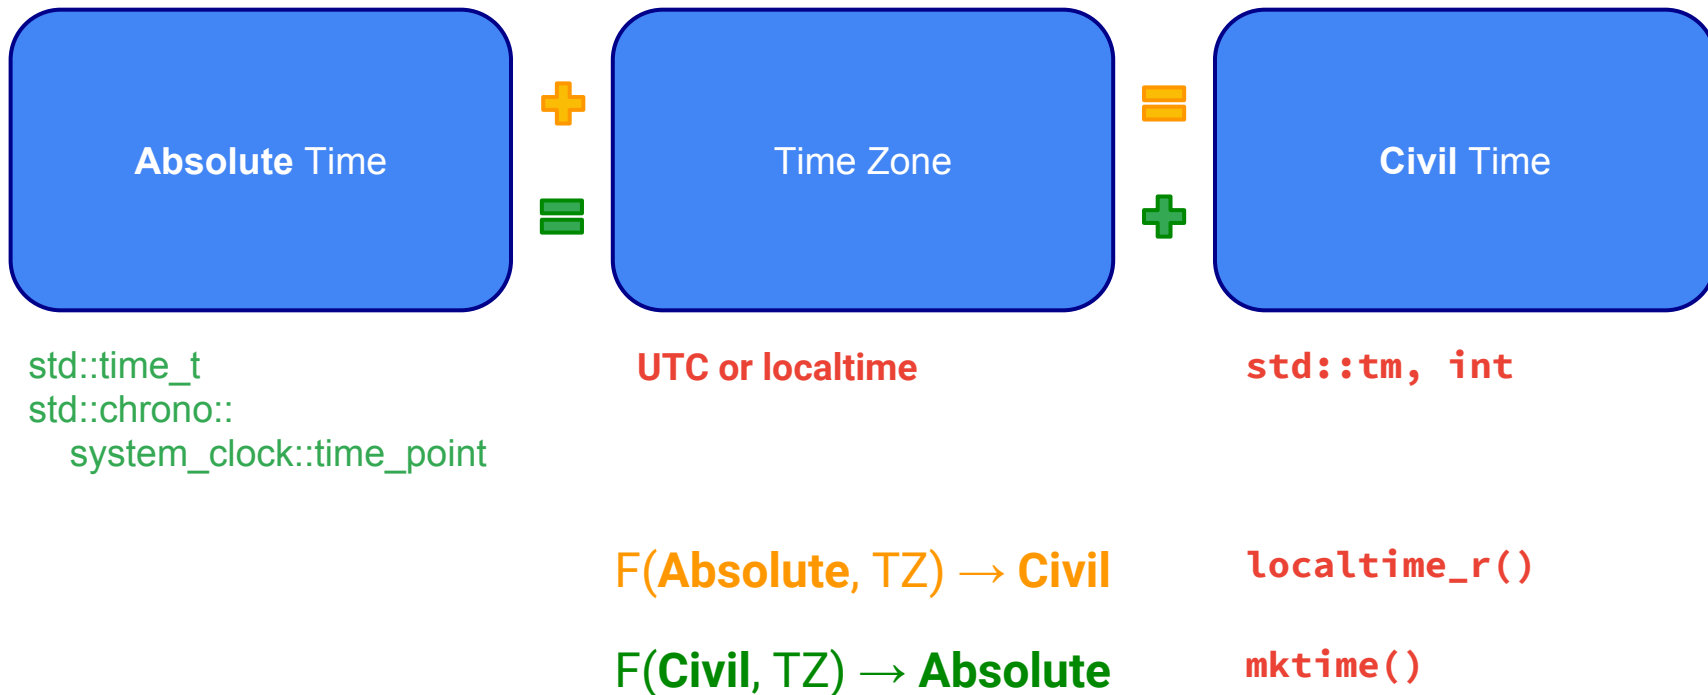 Absolute Time
Time Zone
Civil Time
std::time_t
std::chrono::
system_clock::time_point
UTC or localtime
std::tm, int
F(Absolute, TZ) → Civil
localtime_r()
F(Civil, TZ) → Absolute
mktime()